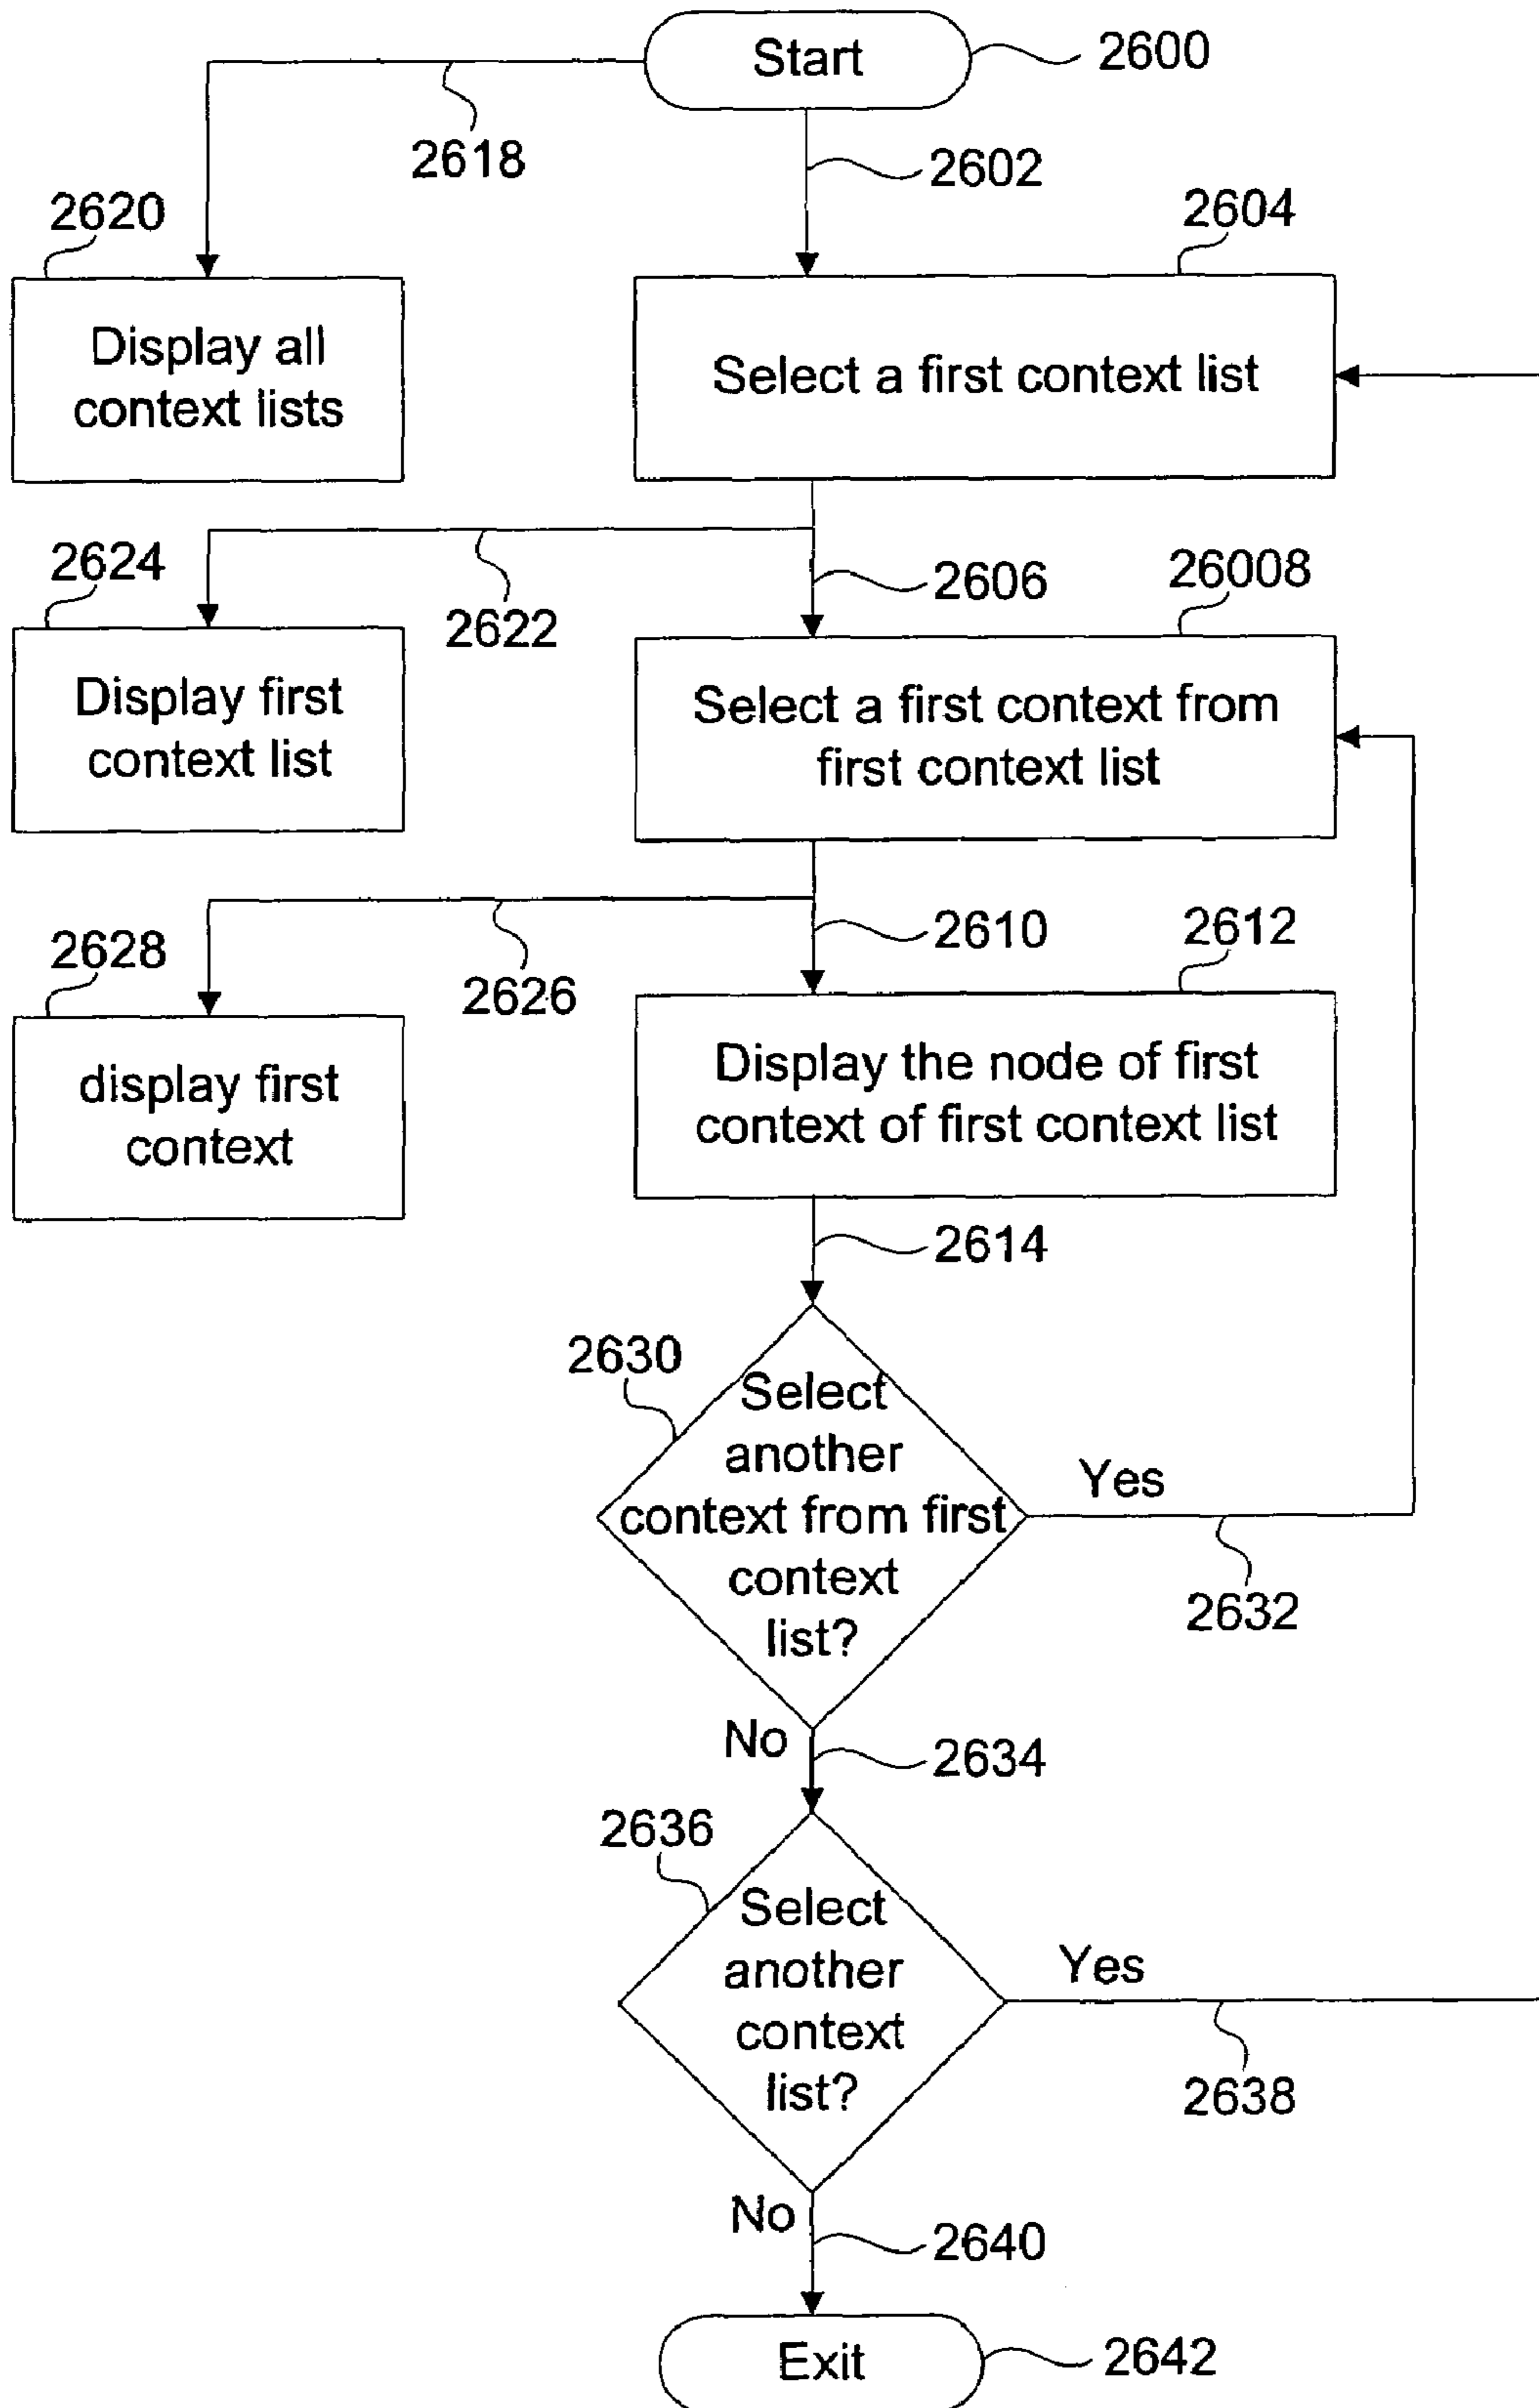 Start
2600
2618
2602
2620
2604
Display all
context lists
Select a first context list
2624
2622
2606
26008
Display first
context list
Select a first context from
first context list
2628
2626
2610
2612
display first
context
Display the node of first
context of first context list
2614
2630
Select
another
context from first
context
list?
Yes
2632
No
2634
2636
Select
another
context
list?
Yes
2638
No
2640
Exit
2642